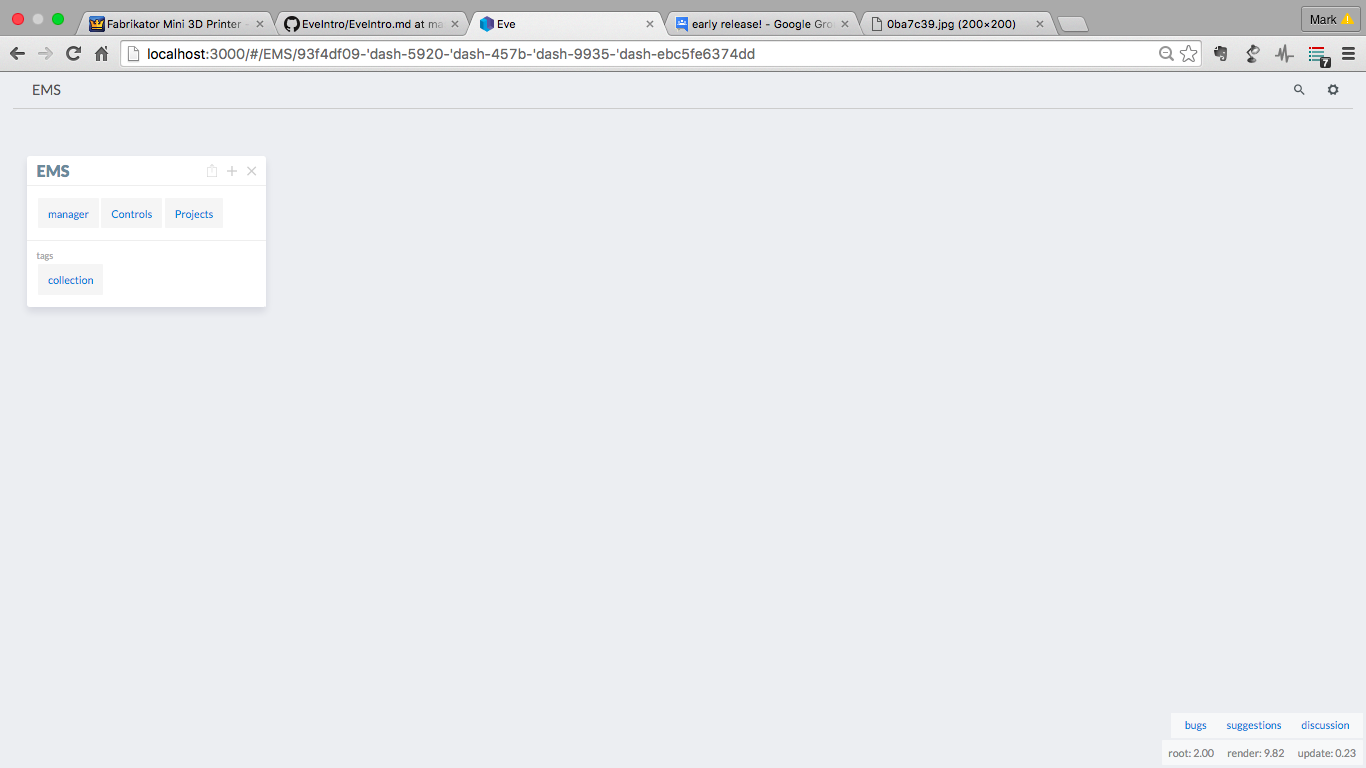 Fabrikator Mini 3D Printer -
EveIntro/EveIntro.md at ma
Eve
early release! - Google Gro
0ba7c39.jpg (200×200)
Mark
localhost:3000/#/EMS/93f4df09-'dash-5920-'dash-457b-'dash-9935-'dash-ebc5fe6374dd
7
EMS
EMS
manager Controls Projects
tags
collection
bugs suggestions discussion
root: 2.00 render: 9.82 update: 0.23